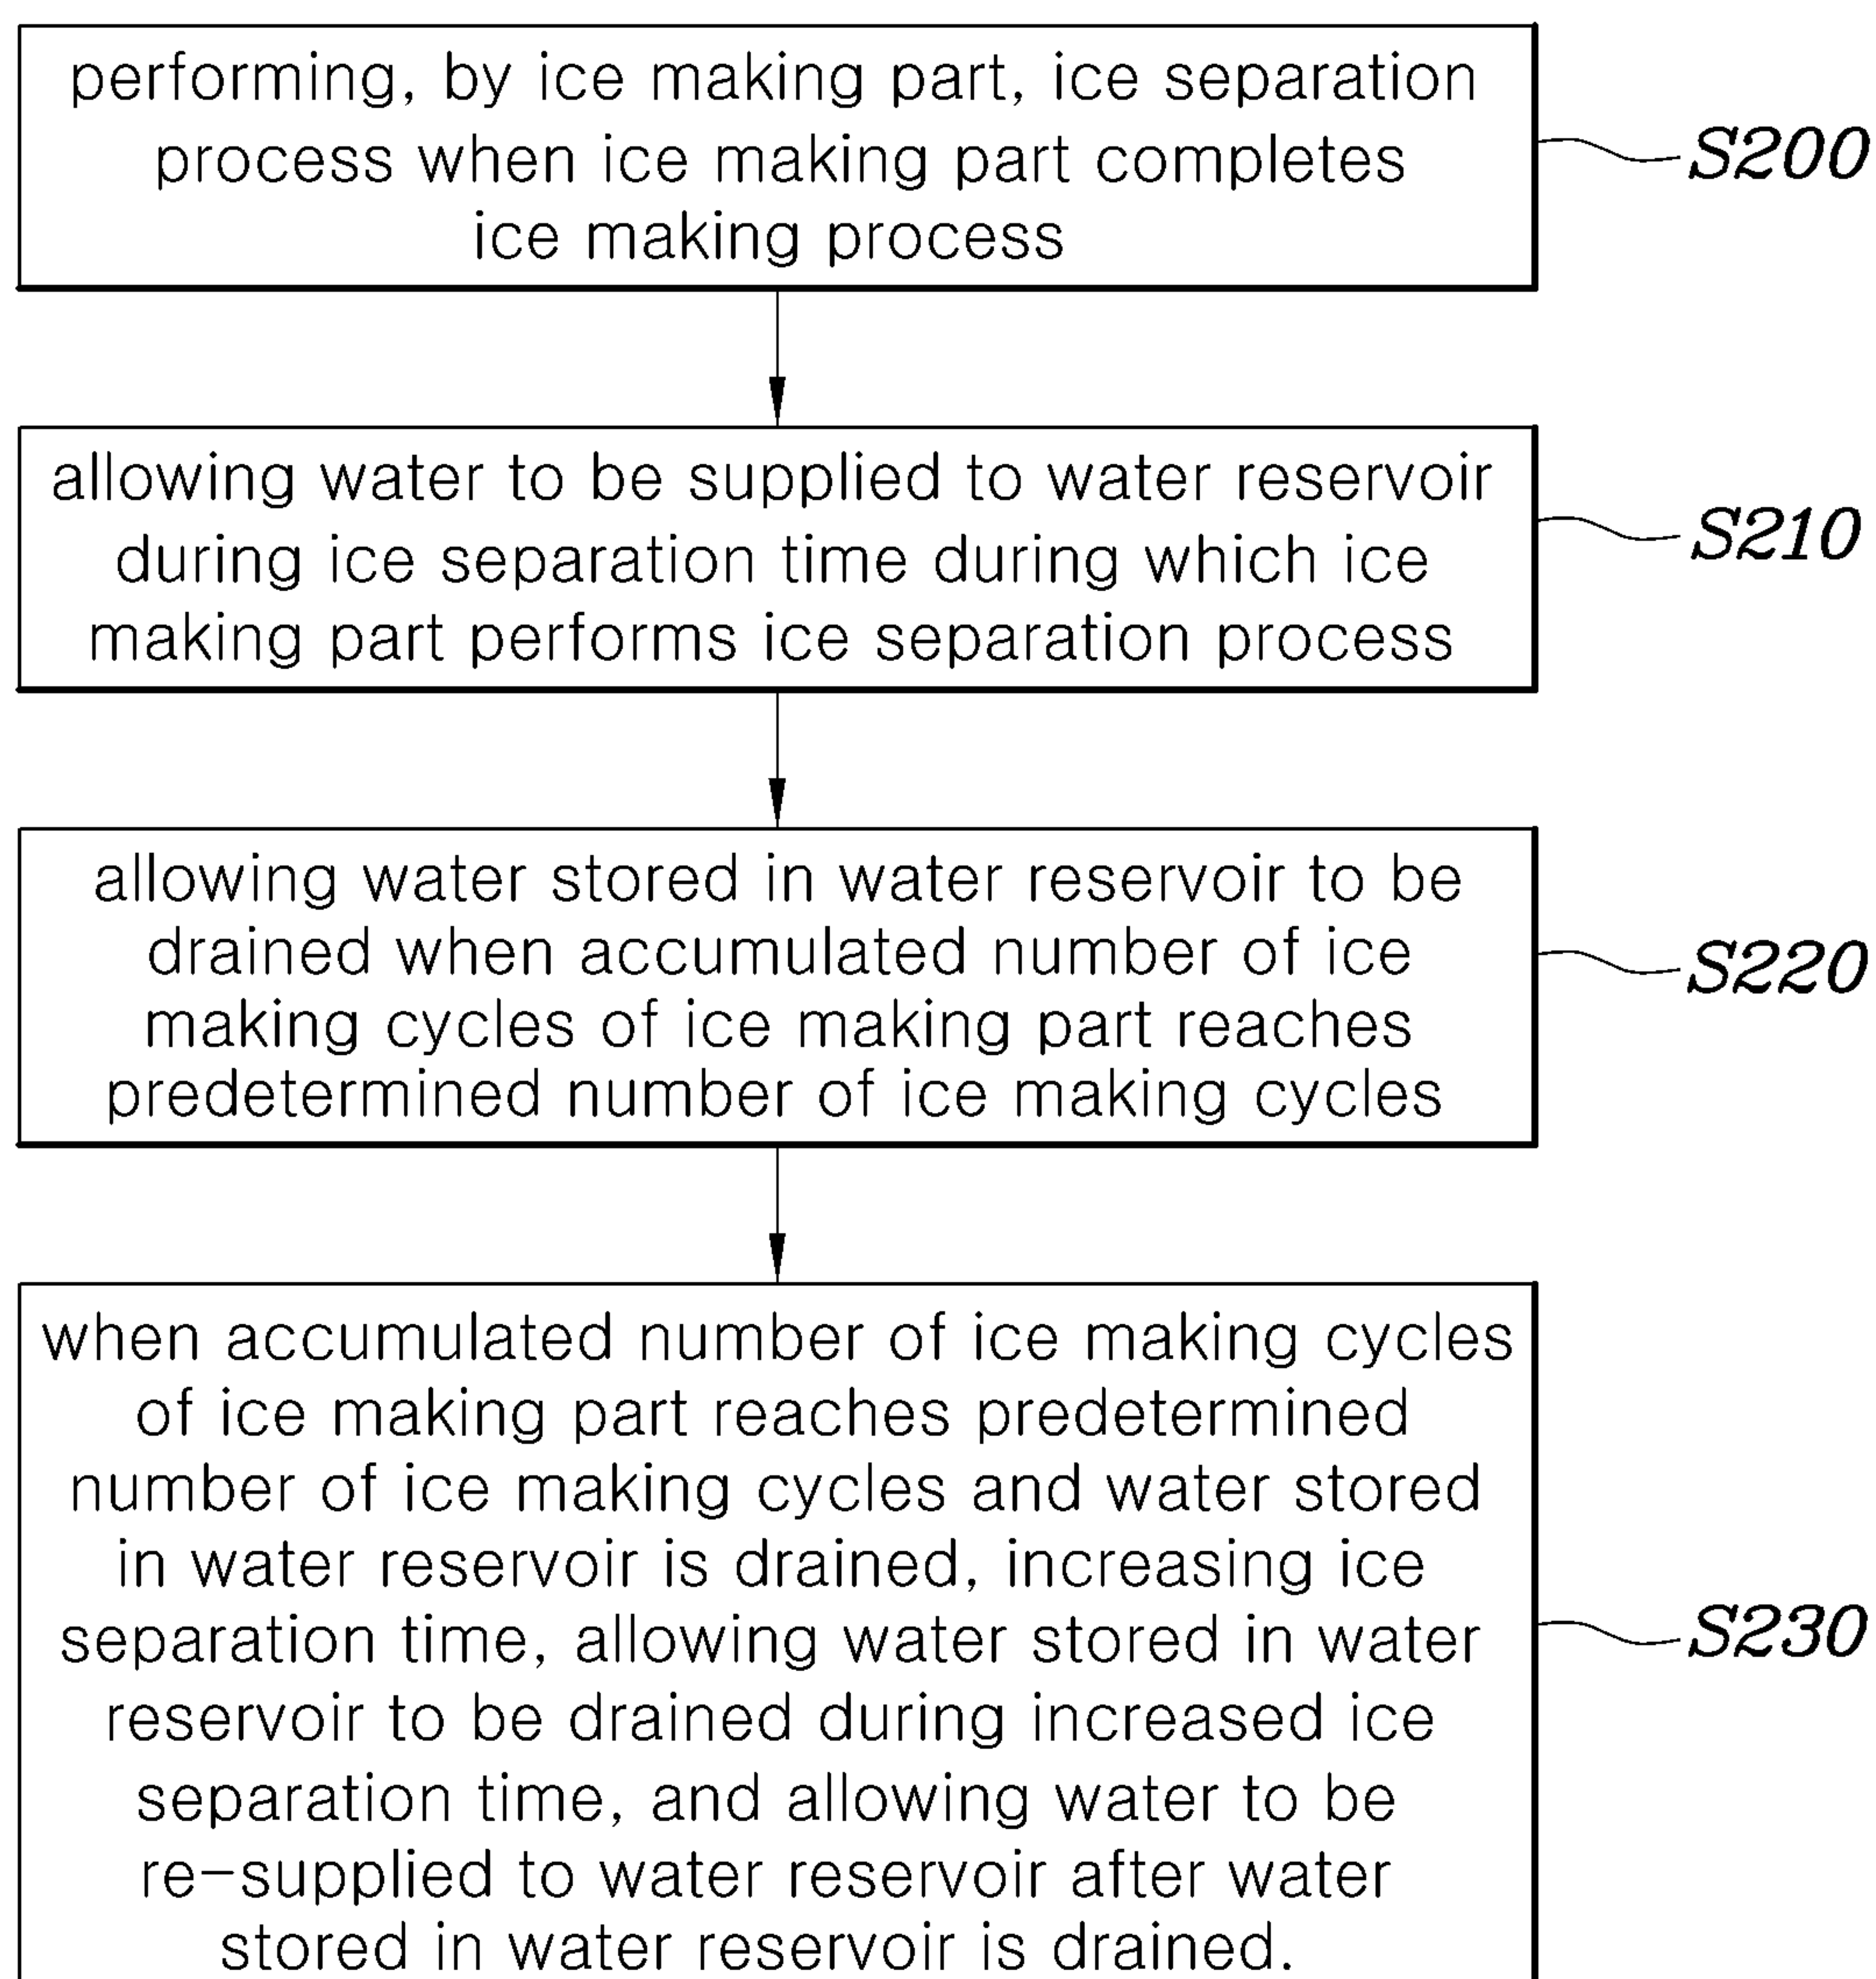 performing, by ice making part, ice separation
process when ice making part completes
ice making process
S200
allowing water to be supplied to water reservoir
during ice separation time during which ice
making part performs ice separation process
S210
allowing water stored in water reservoir to be
drained when accumulated number of ice
making cycles of ice making part reaches
predetermined number of ice making cycles
S220
when accumulated number of ice making cycles
of ice making part reaches predetermined
number of ice making cycles and water stored
in water reservoir is drained, increasing ice
separation time, allowing water stored in water
reservoir to be drained during increased ice
separation time, and allowing water to be
re-supplied to water reservoir after water
stored in water reservoir is drained.
S230